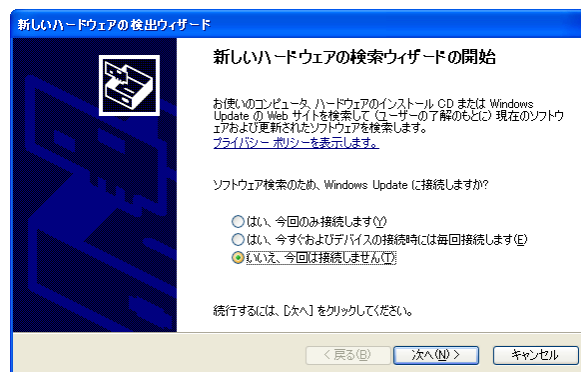 新しいハードウェアの検出ウィザード
新しいハードウェアの検索ウィザードの開始
お使いのコンピュータ、ハードウェアのインストール CD または Windows
Update の Web サイトを検索して (ユーザーの了解のもとに) 現在のソフトウ
ェアおよび更新されたソフトウェアを検索します。
プライバシー ポリシーを表示します。
ソフトウェア検索のため、Windows Update に接続しますか?
はい、今回のみ接続します(Y)
はい、今すぐおよびデバイスの接続時には毎回接続します(E)
いいえ、今回は接続しません(T)
続行するには、[次へ] をクリックしてください。
< 戻る(B) 次へ(N) > キャンセル